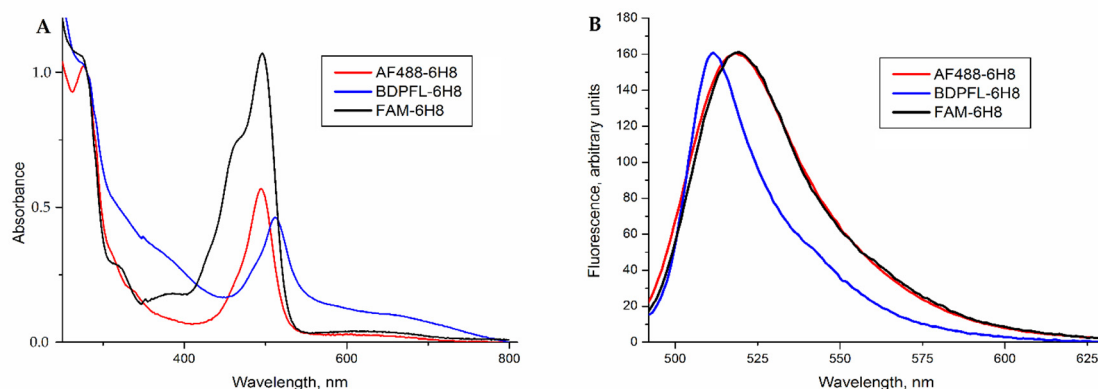 A
AF488-6H8
BDPFL-6H8
FAM-6H8
1.0
0.5
0.0
Absorbance
400
600
800
Wavelength, nm
B
AF488-6H8
BDPFL-6H8
FAM-6H8
180
160
140
120
100
80
60
40
20
0
Fluorescence, arbitrary units
500
525
550
575
600
625
Wavelength, nm